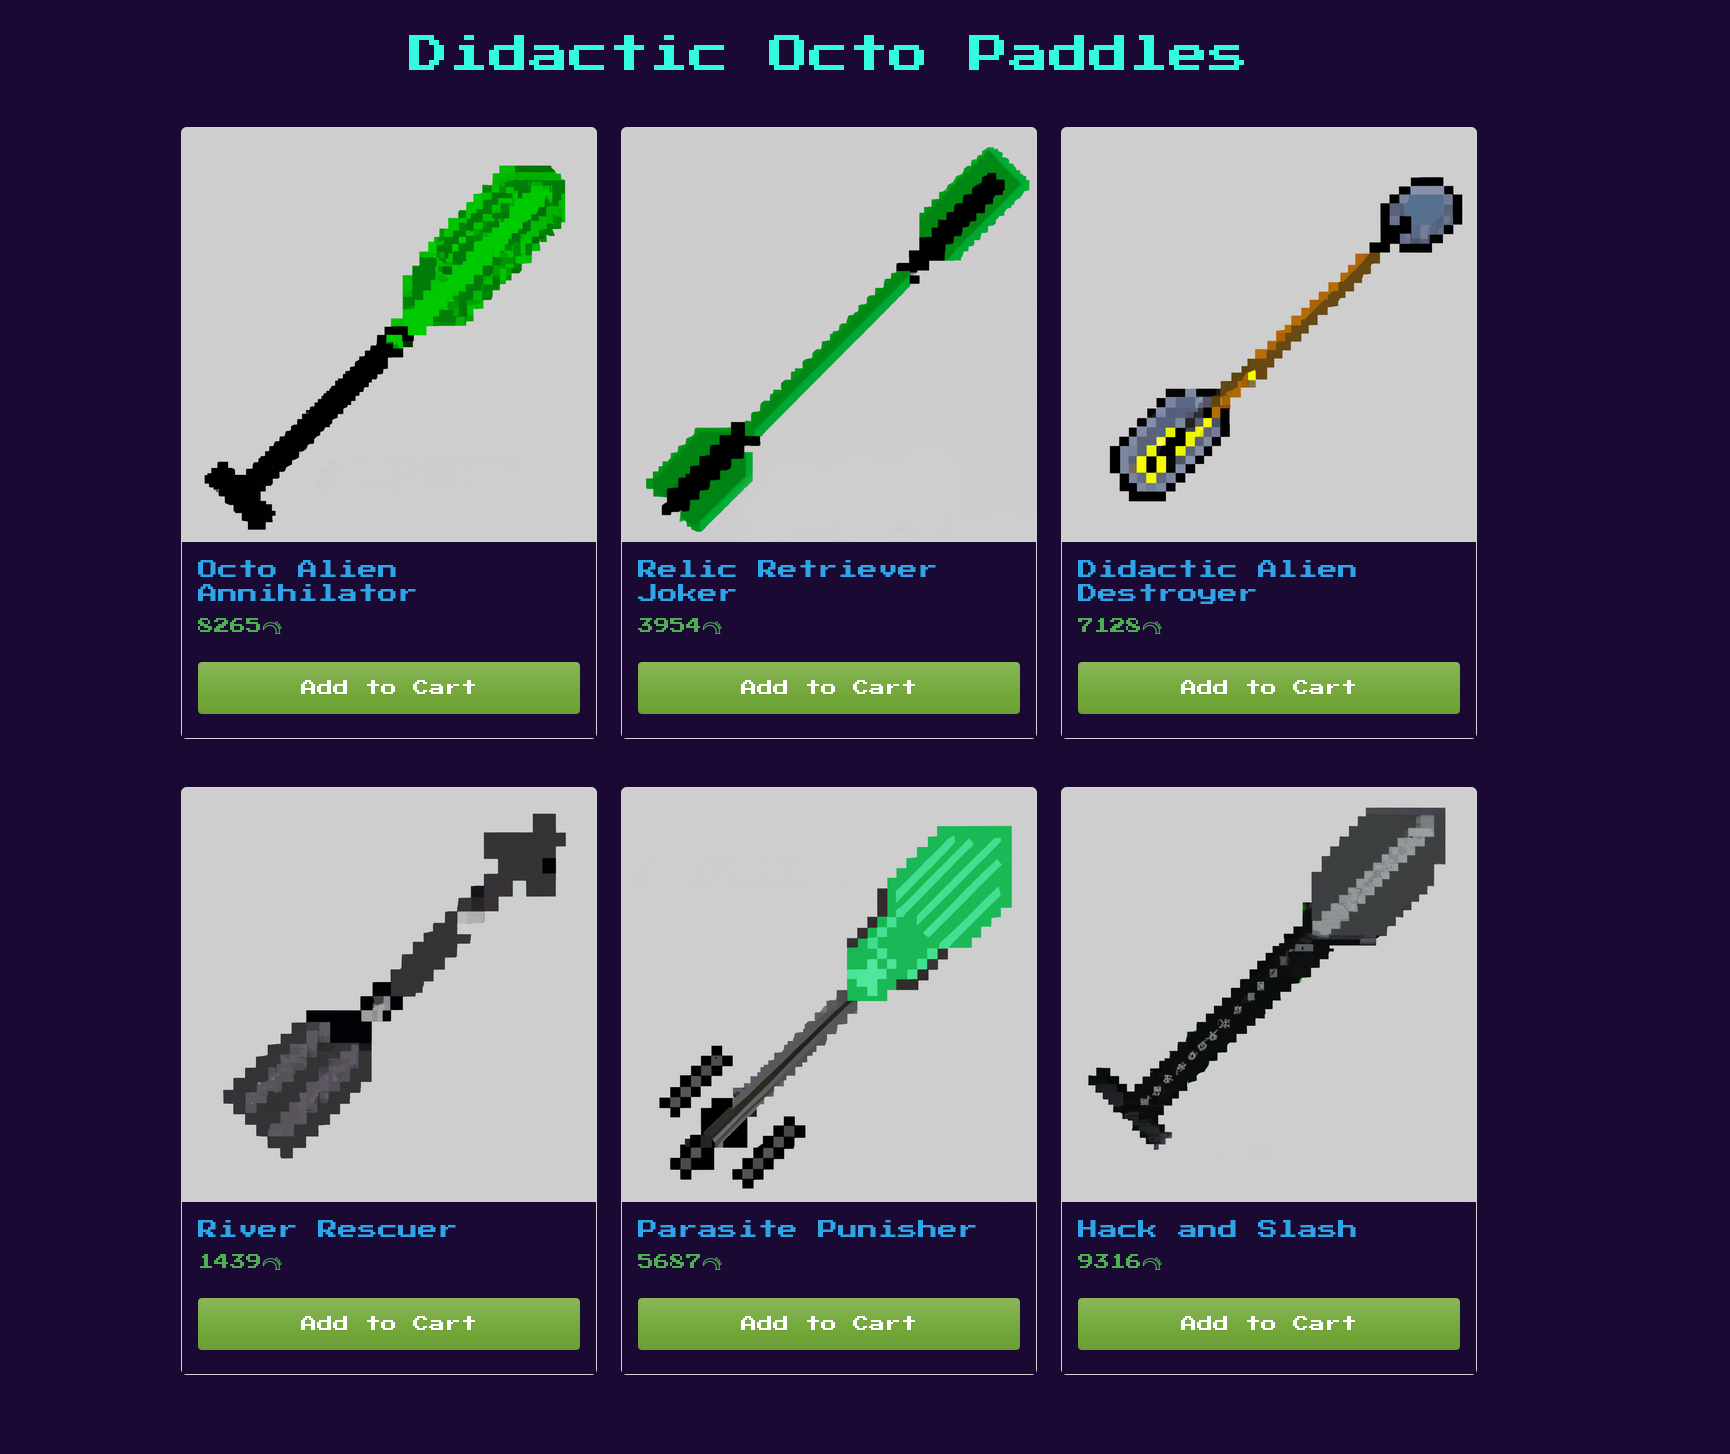 Didactic Octo Paddles
Octo Alien
Annihilator
8265
Add to Cart
Relic Retriever
Joker
3954
Add to Cart
Didactic Alien
Destroyer
7128
Add to Cart
River Rescuer
1439
Add to Cart
Parasite Punisher
5687
Add to Cart
Hack and Slash
9316
Add to Cart